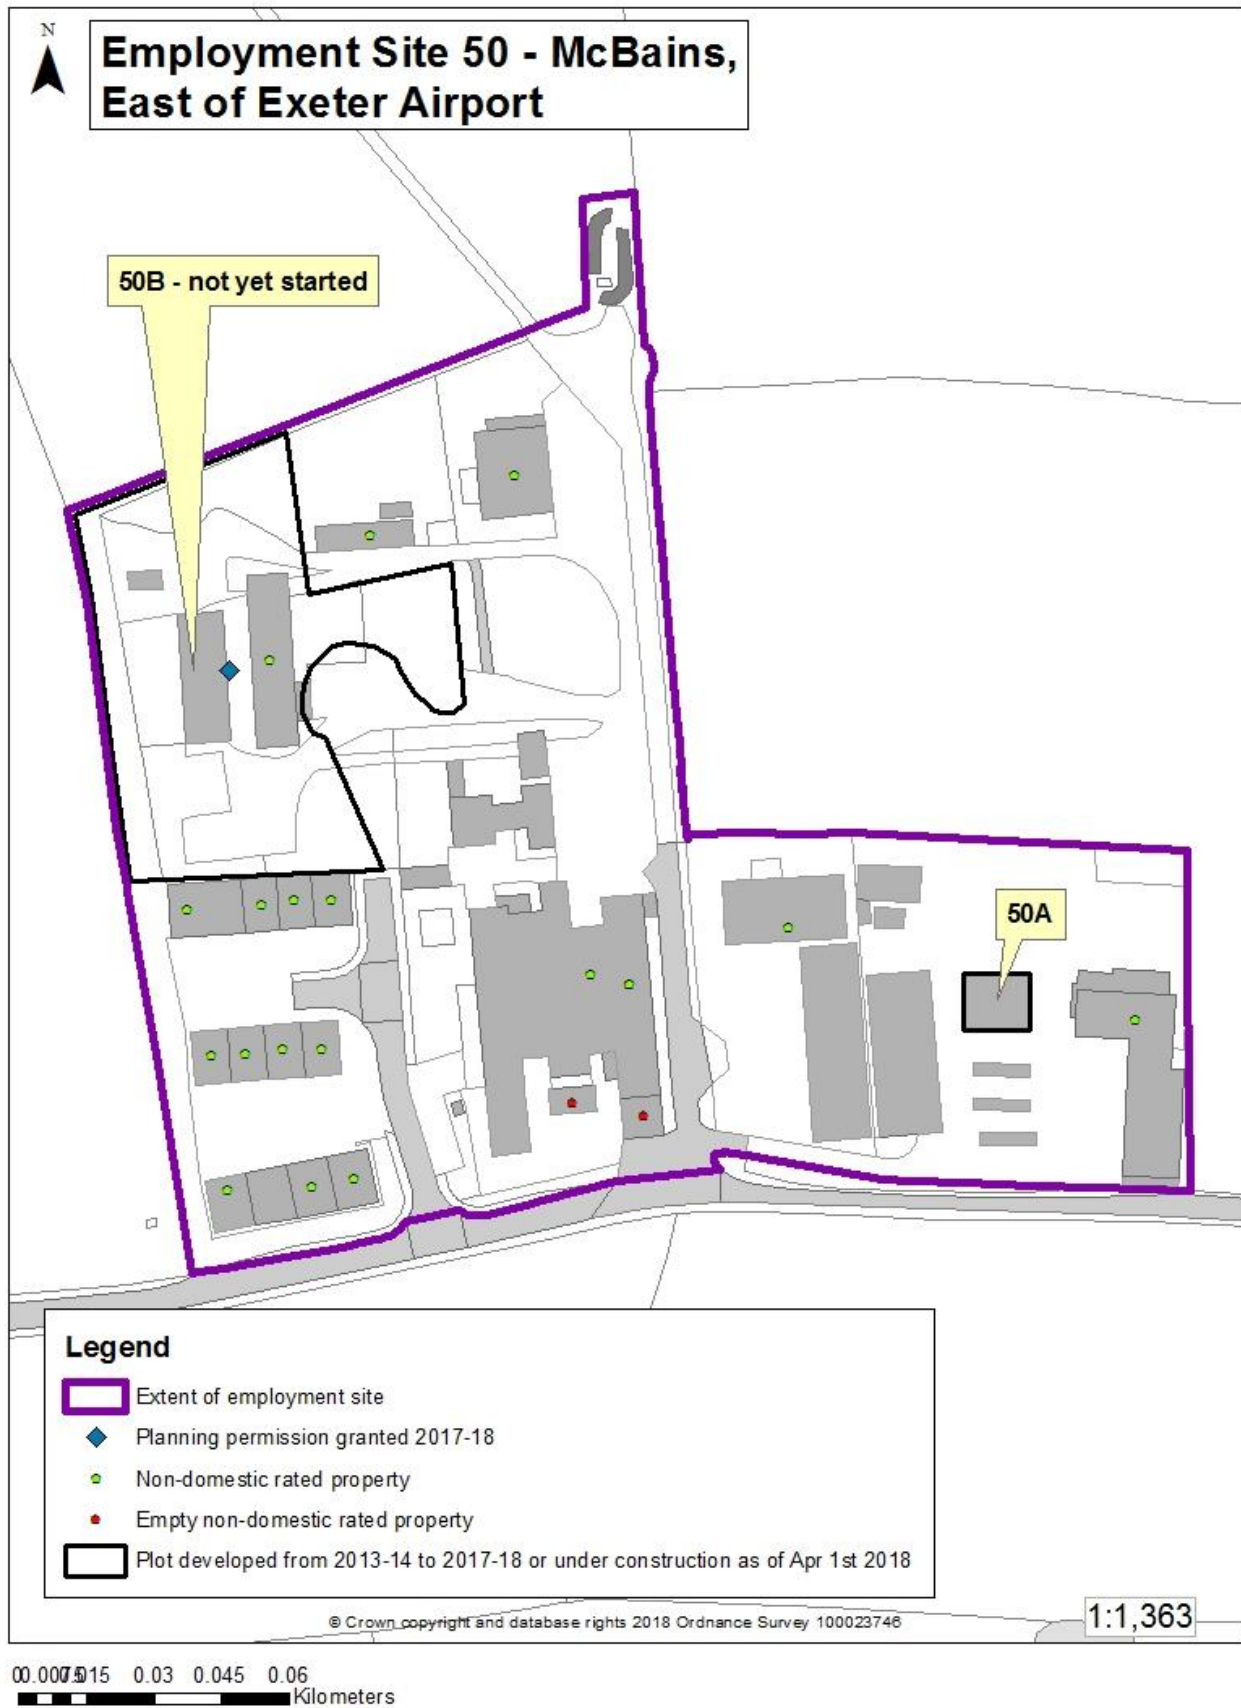 N
Employment Site 50 - McBains,
East of Exeter Airport
50B - not yet started
50A
Legend
Extent of employment site
Planning permission granted 2017-18
Non-domestic rated property
Empty non-domestic rated property
Plot developed from 2013-14 to 2017-18 or under construction as of Apr 1st 2018
© Crown copyright and database rights 2018 Ordnance Survey 100023746
1:1,363
0 0.0075 0.015 0.03 0.045 0.06
Kilometers